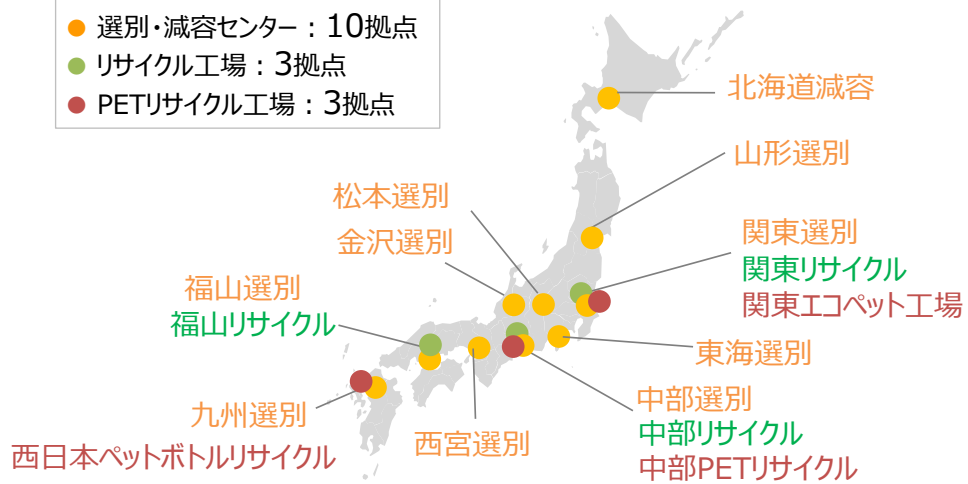 選別・減容センター：10拠点
リサイクル工場：3拠点
PETリサイクル工場：3拠点
北海道減容
山形選別
松本選別
金沢選別
関東選別
関東リサイクル
関東エコペット工場
福山選別
福山リサイクル
東海選別
中部選別
中部リサイクル
中部PETリサイクル
九州選別
西日本ペットボトルリサイクル
西宮選別